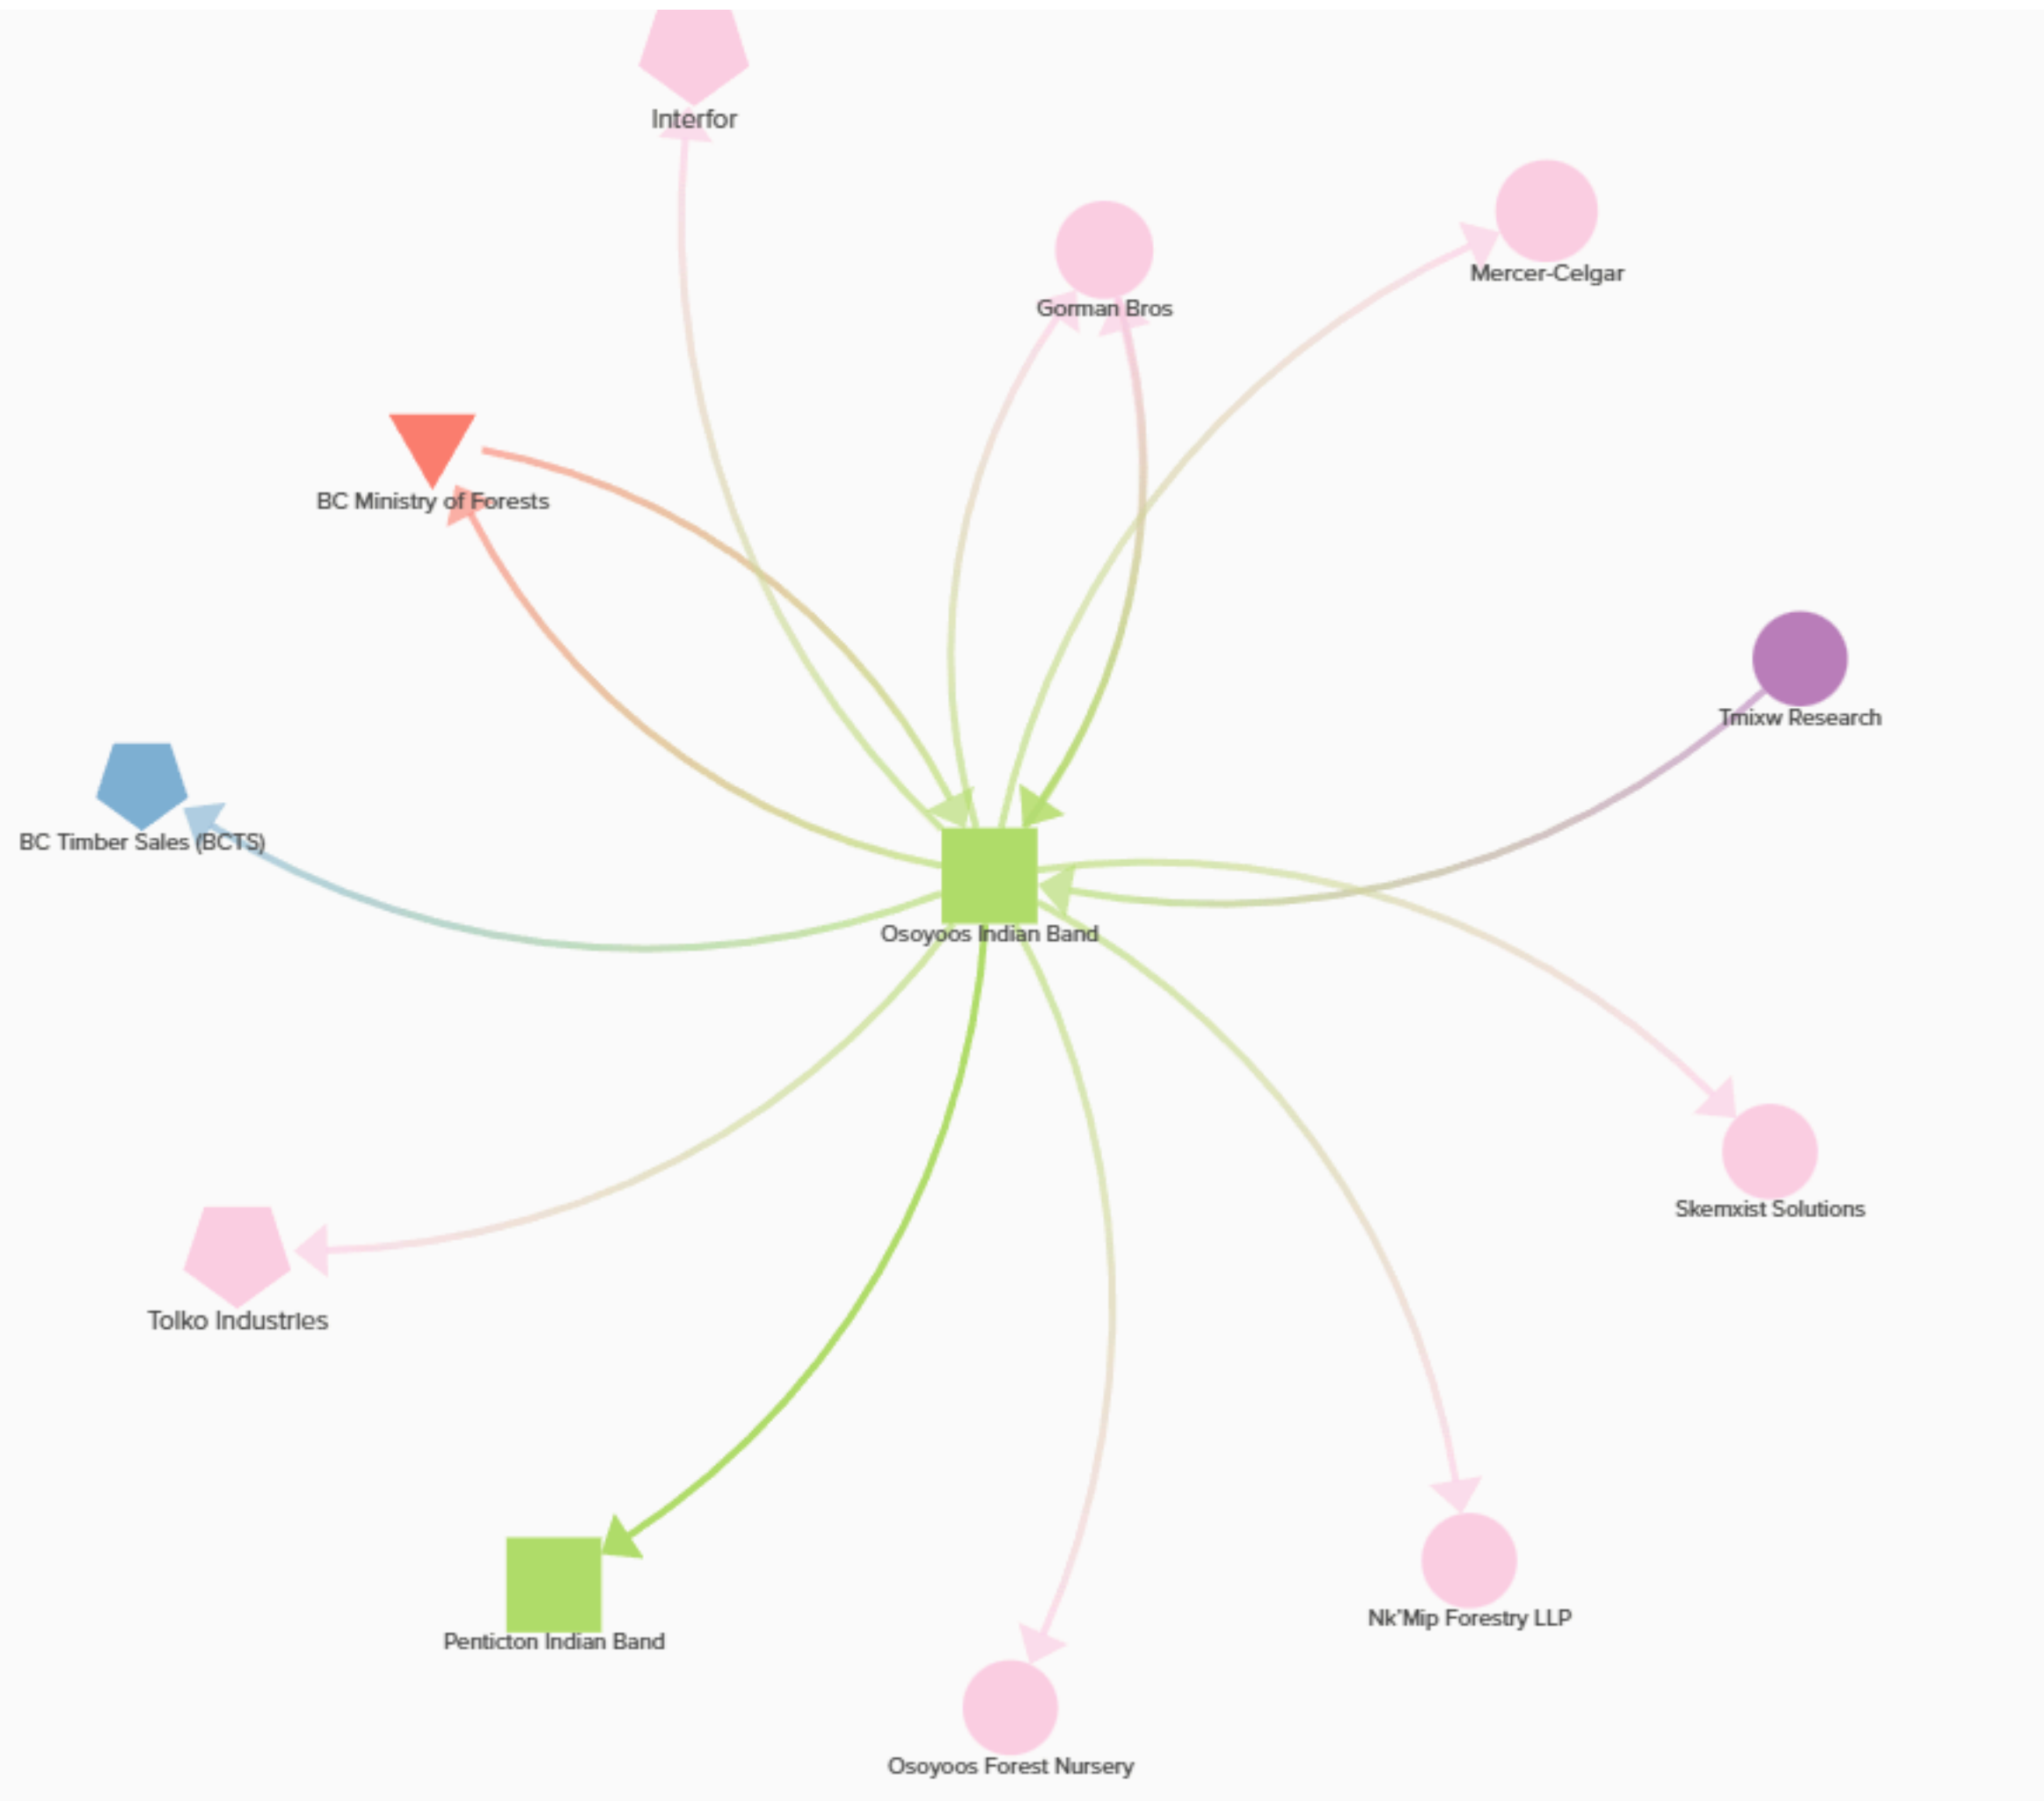 Interfor
Mercer-Celgar
Gorman Bros
BC Ministry of Forests
Tmixw Research
BC Timber Sales (BCTS)
Osoyoos Indian Band
Skemxist Solutions
Tolko Industries
Nk'Mip Forestry LLP
Penticton Indian Band
Osoyoos Forest Nursery